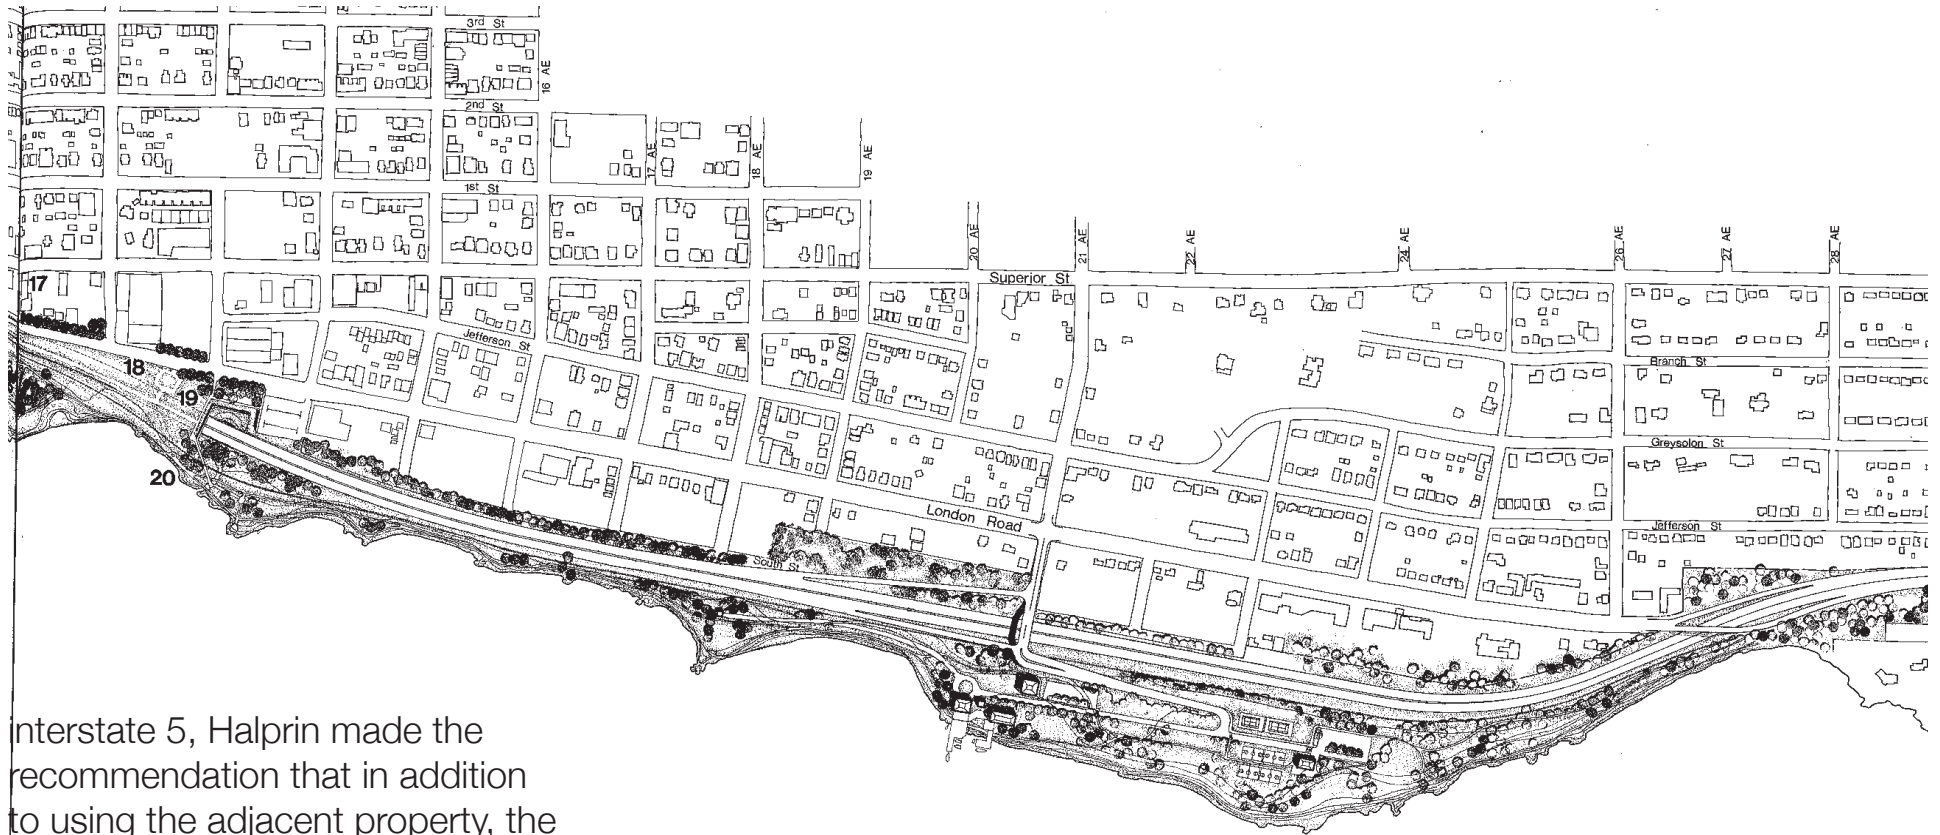 3rd St
16 AE
2nd St
17 AE
18 AE
19 AE
1st St
20 AE
21 AE
22 AE
24 AE
26 AE
27 AE
28 AE
Superior St
17
Jefferson St
Branch St
18
19
Greysolon St
20
London Road
Jefferson St
South St
interstate 5, Halprin made the
recommendation that in addition
to using the adjacent property, the